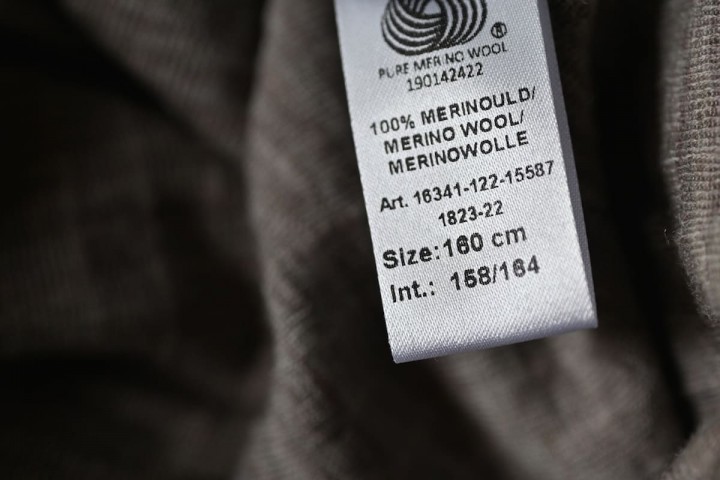 ®
PURE MERINO WOOL
190142422
100% MERINOULD/
MERINO WOOL/
MERINOWOLLE
Art. 16341-122-15587
1823-22
Size:160 cm
Int.: 158/164